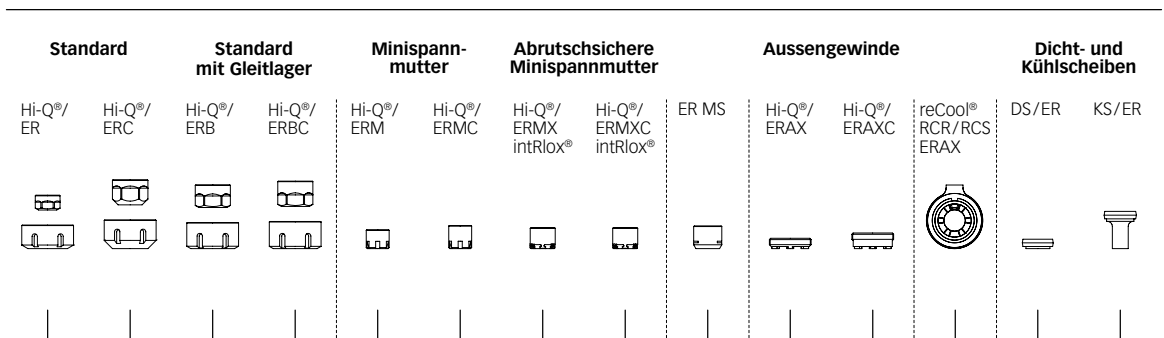 Standard
Standard
mit Gleitlager
Minispann-
mutter
Abrutschsichere
Minispannmutter
Aussengewinde
Dicht- und
Kühlscheiben
Hi-Q®/
ER
Hi-Q®/
ERC
Hi-Q®/
ERB
Hi-Q®/
ERBC
Hi-Q®/
ERM
Hi-Q®/
ERMC
Hi-Q®/
ERMX
intRlox®
Hi-Q®/
ERMXC
intRlox®
ER MS
Hi-Q®/
ERAX
Hi-Q®/
ERAXC
reCool®
RCR/RCS
ERAX
DS/ER
KS/ER